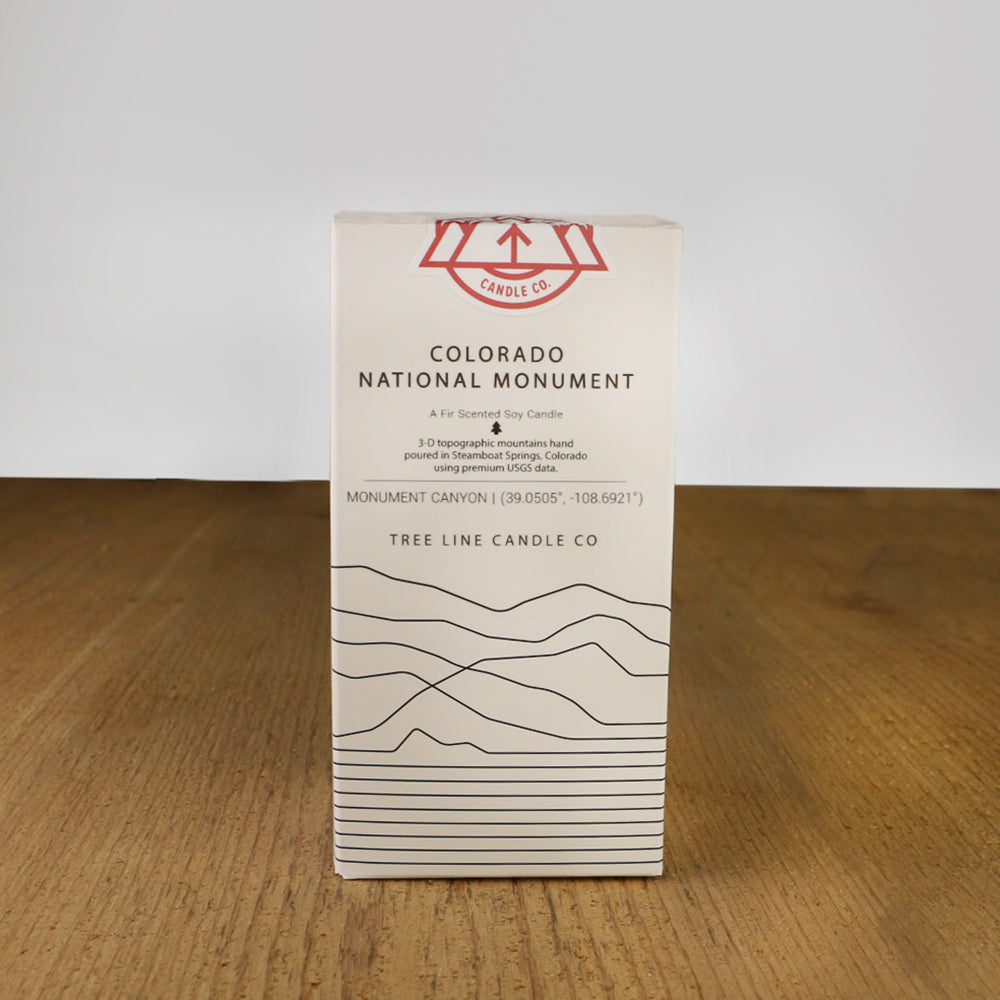 CANDLE CO.
COLORADO
NATIONAL MONUMENT
A Fir Scented Soy Candle
3-D topographic mountains hand
poured in Steamboat Springs, Colorado
using premium USGS data.
MONUMENT CANYON | (39.0505°, -108.6921°)
TREE LINE CANDLE CO